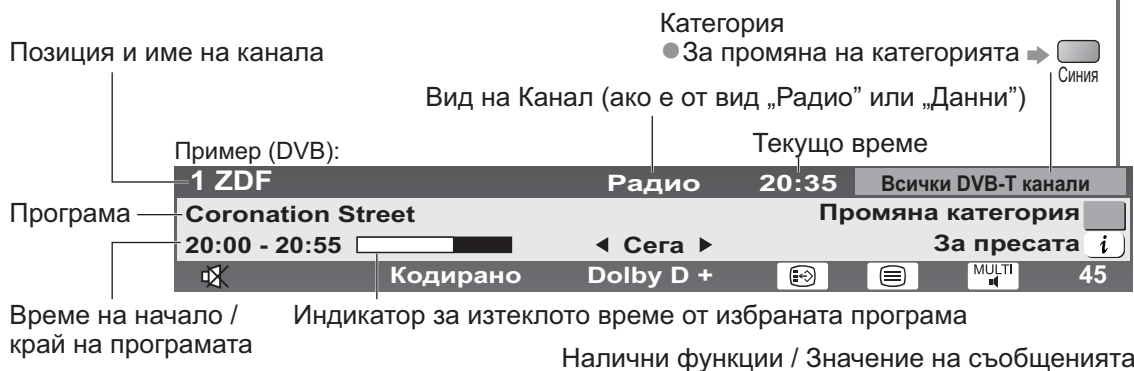 Категория
●За промяна на категорията
Позиция и име на канала
Синия
Вид на Канал (ако е от вид „Радио” или „Данни”)
Текущо време
Пример (DVB):
1 ZDF Радио 20:35 Всички DVB-T канали
Програма Coronation Street Промяна категория
20:00 - 20:55 ◄ Сега ► За пресата i
Кодирано Dolby D + MULTI 45
Време на начало / Индикатор за изтеклото време от избраната програма
край на програмата
Налични функции / Значение на съобщенията